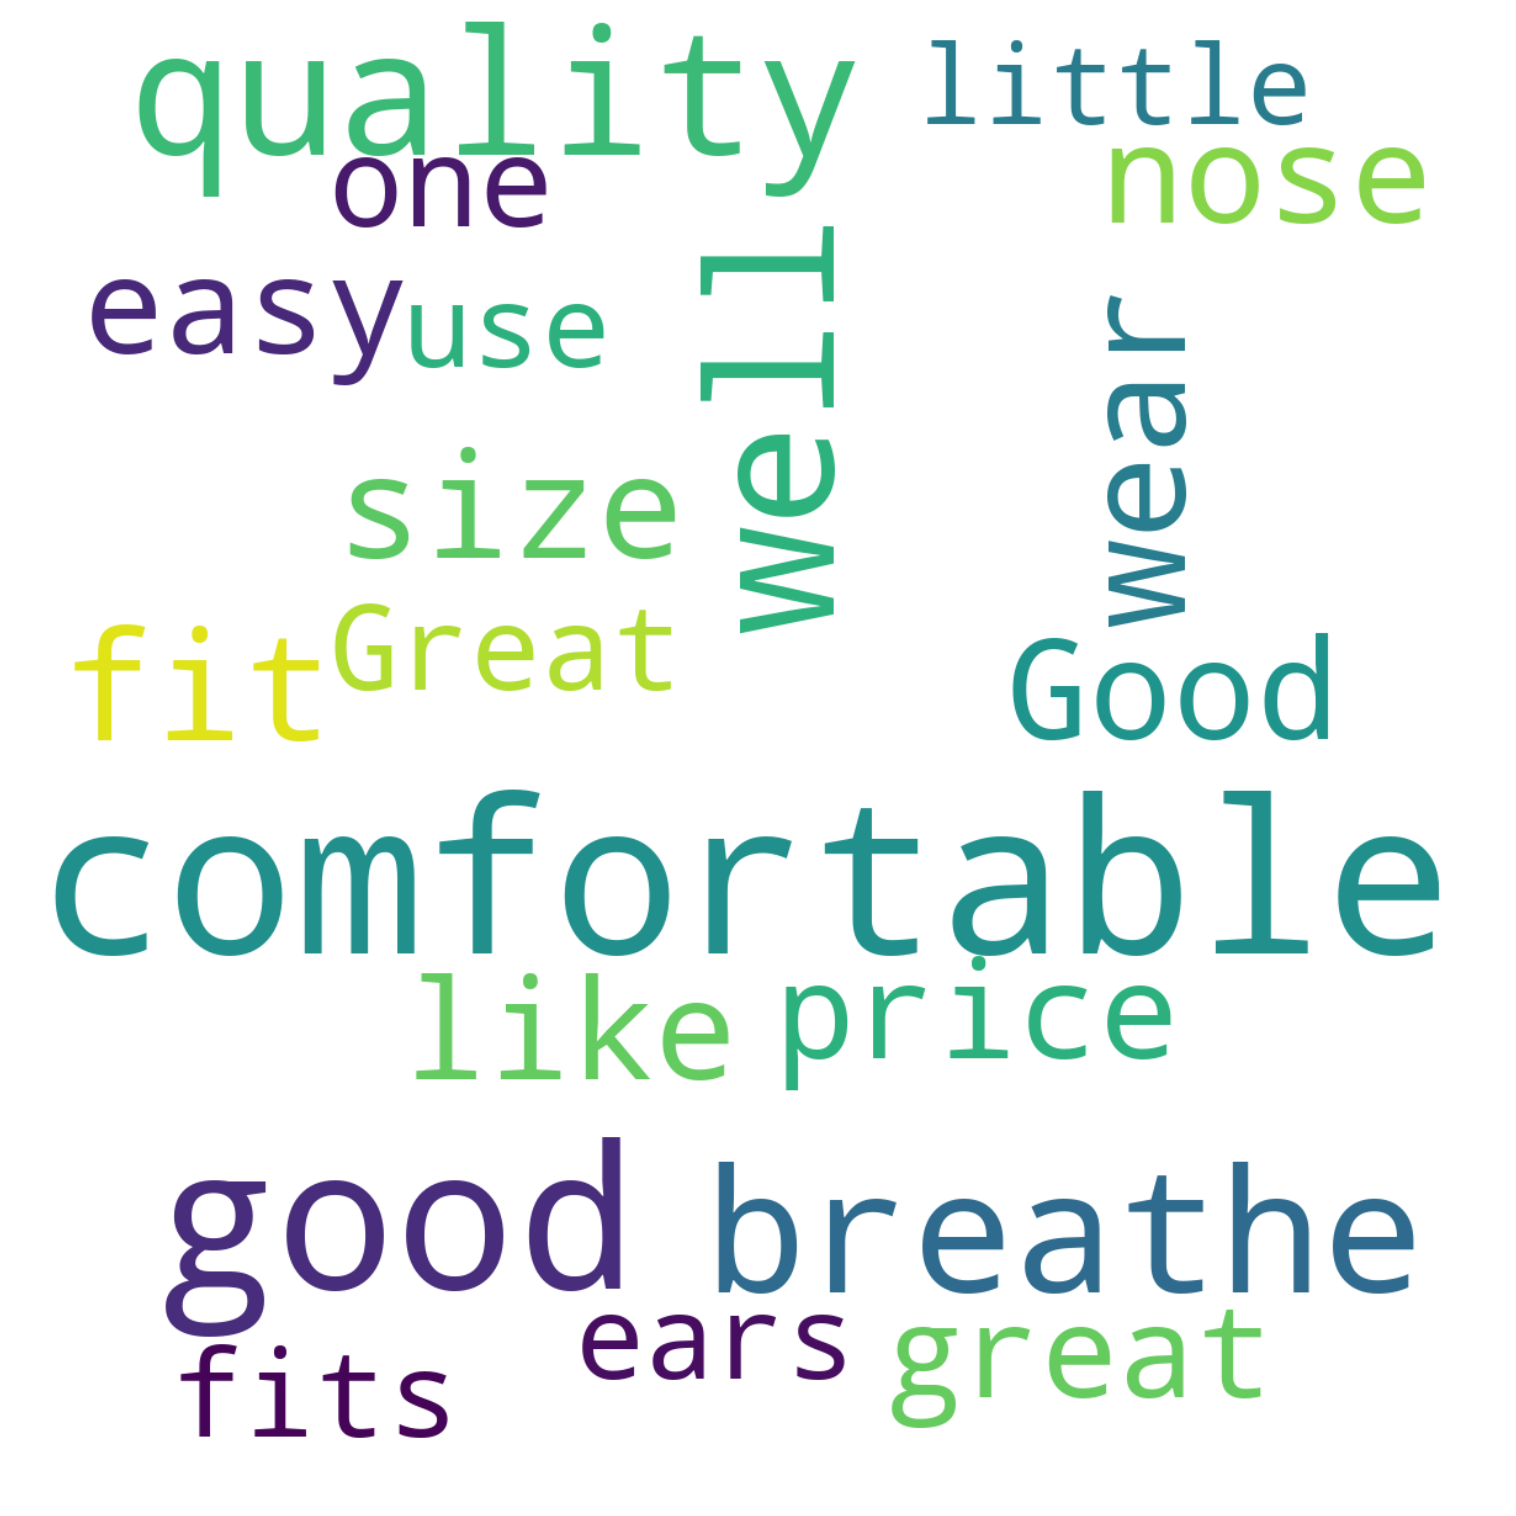 quality little
one nose
easy use well wear
size
fit Great Good
comfortable
like price
good breathe
fits ears great